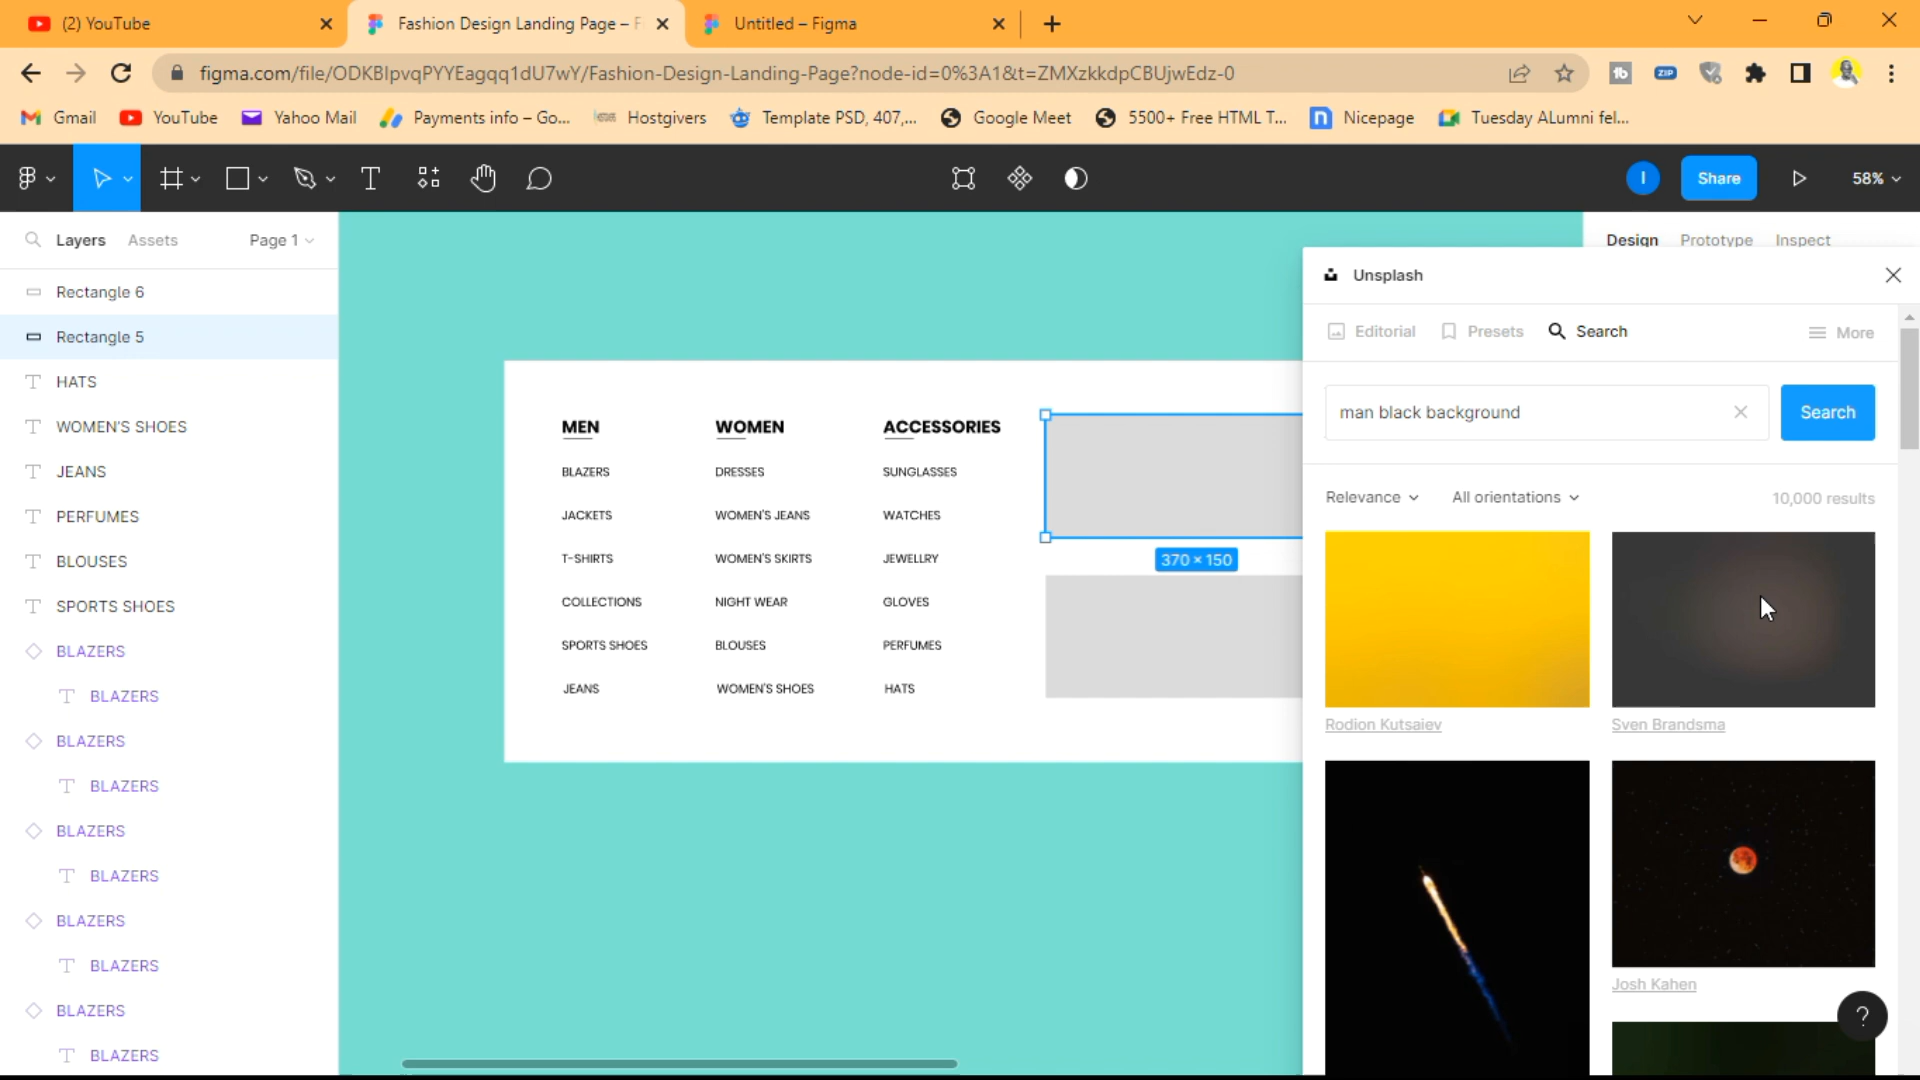 (2) YouTube
Fashion Design Landing Page – F
Untitled – Figma
figma.com/file/ODKBIpvqPYYEagqq1dU7wY/Fashion-Design-Landing-Page?node-id=0%3A1&t=ZMXzkkdpCBUjwEdz-0
Gmail
YouTube
Yahoo Mail
Payments info – Go...
Hostgivers
Template PSD, 407,...
Google Meet
5500+ Free HTML T...
Nicepage
Tuesday ALumni fel...
I
Share
58%
Layers
Assets
Page 1
Design
Prototype
Inspect
Rectangle 6
Rectangle 5
HATS
WOMEN'S SHOES
JEANS
PERFUMES
BLOUSES
SPORTS SHOES
BLAZERS
BLAZERS
BLAZERS
BLAZERS
BLAZERS
BLAZERS
BLAZERS
BLAZERS
BLAZERS
BLAZERS
MEN
BLAZERS
JACKETS
T-SHIRTS
COLLECTIONS
SPORTS SHOES
JEANS
WOMEN
DRESSES
WOMEN'S JEANS
WOMEN'S SKIRTS
NIGHT WEAR
BLOUSES
WOMEN'S SHOES
ACCESSORIES
SUNGLASSES
WATCHES
JEWELLRY
GLOVES
PERFUMES
HATS
370 × 150
Unsplash
Editorial
Presets
Search
More
man black background
Search
Relevance
All orientations
10,000 results
Rodion Kutsaiev
Sven Brandsma
Josh Kahen
?